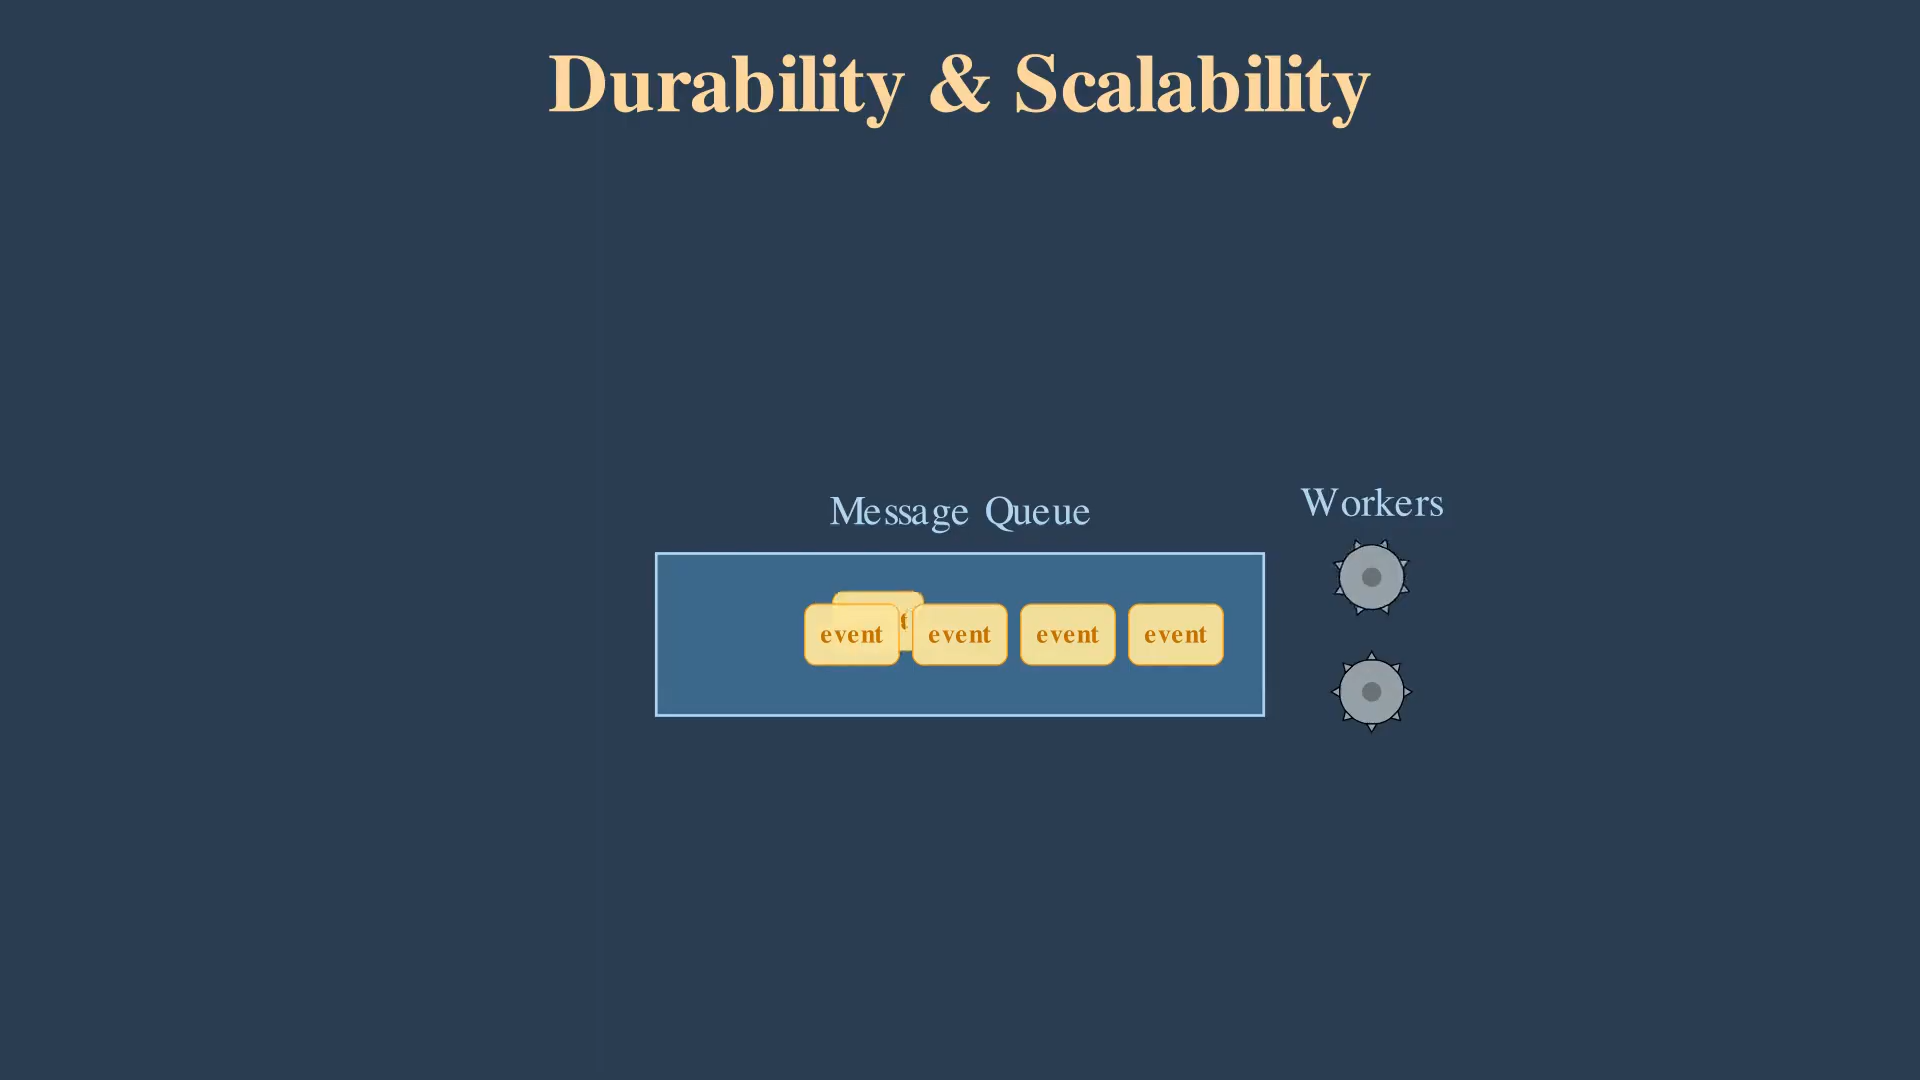 Durability & Scalability
Workers
Message Queue
event event event event